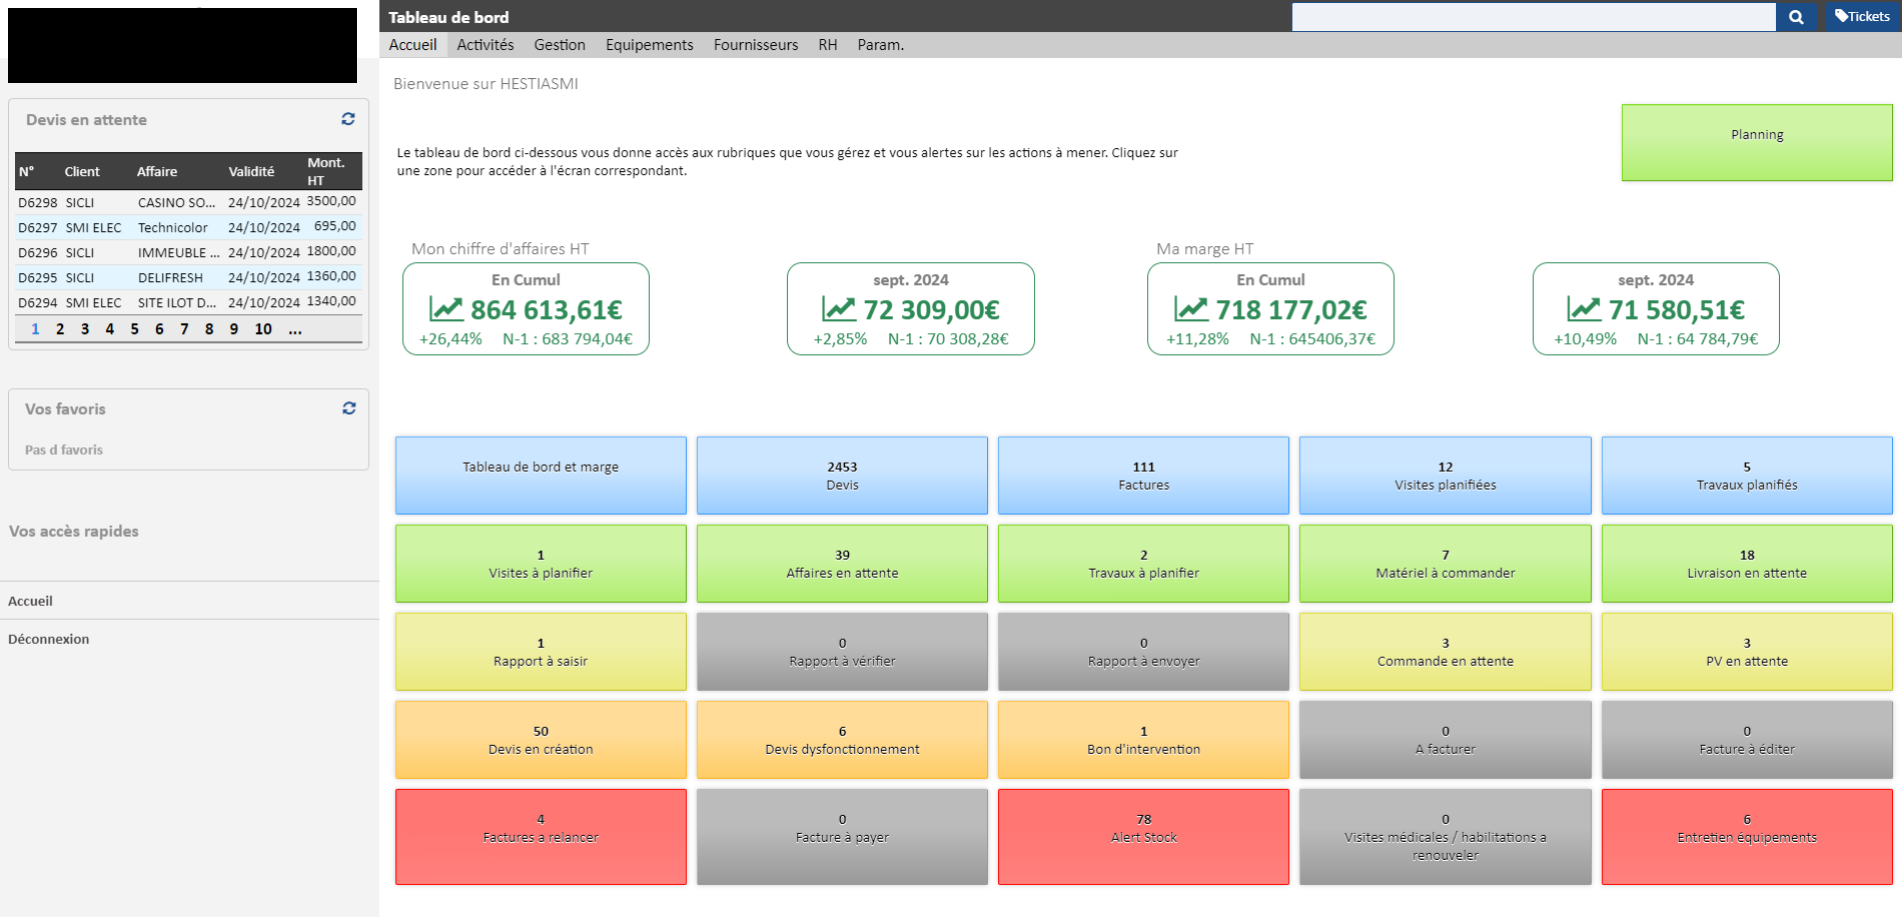 Tableau de bord
Tickets
Accueil Activités Gestion Equipements Fournisseurs RH Param.
Devis en attente
N° Client Affaire Validité Mont. HT
D6298 SICLI CASINO SO... 24/10/2024 3500,00
D6297 SMI ELEC Technicolor 24/10/2024 695,00
D6296 SICLI IMMEUBLE ... 24/10/2024 1800,00
D6295 SICLI DELIFRESH 24/10/2024 1360,00
D6294 SMI ELEC SITE ILOT D... 24/10/2024 1340,00
1 2 3 4 5 6 7 8 9 10 ...
Vos favoris
Pas d favoris
Vos accès rapides
Accueil
Déconnexion
Bienvenue sur HESTIASMI
Planning
Le tableau de bord ci-dessous vous donne accès aux rubriques que vous gérez et vous alertes sur les actions à mener. Cliquez sur
une zone pour accéder à l'écran correspondant.
Mon chiffre d'affaires HT
En Cumul
864 613,61€
+26,44% N-1 : 683 794,04€
sept. 2024
72 309,00€
+2,85% N-1 : 70 308,28€
Ma marge HT
En Cumul
718 177,02€
+11,28% N-1 : 645406,37€
sept. 2024
71 580,51€
+10,49% N-1 : 64 784,79€
Tableau de bord et marge
2453
Devis
111
Factures
12
Visites planifiées
5
Travaux planifiés
1
Visites à planifier
39
Affaires en attente
2
Travaux à planifier
7
Matériel à commander
18
Livraison en attente
1
Rapport à saisir
0
Rapport à vérifier
0
Rapport à envoyer
3
Commande en attente
3
PV en attente
50
Devis en création
6
Devis dysfonctionnement
1
Bon d'intervention
0
A facturer
0
Facture à éditer
4
Factures a relancer
0
Facture à payer
78
Alert Stock
0
Visites médicales / habilitations a
renouveler
6
Entretien équipements